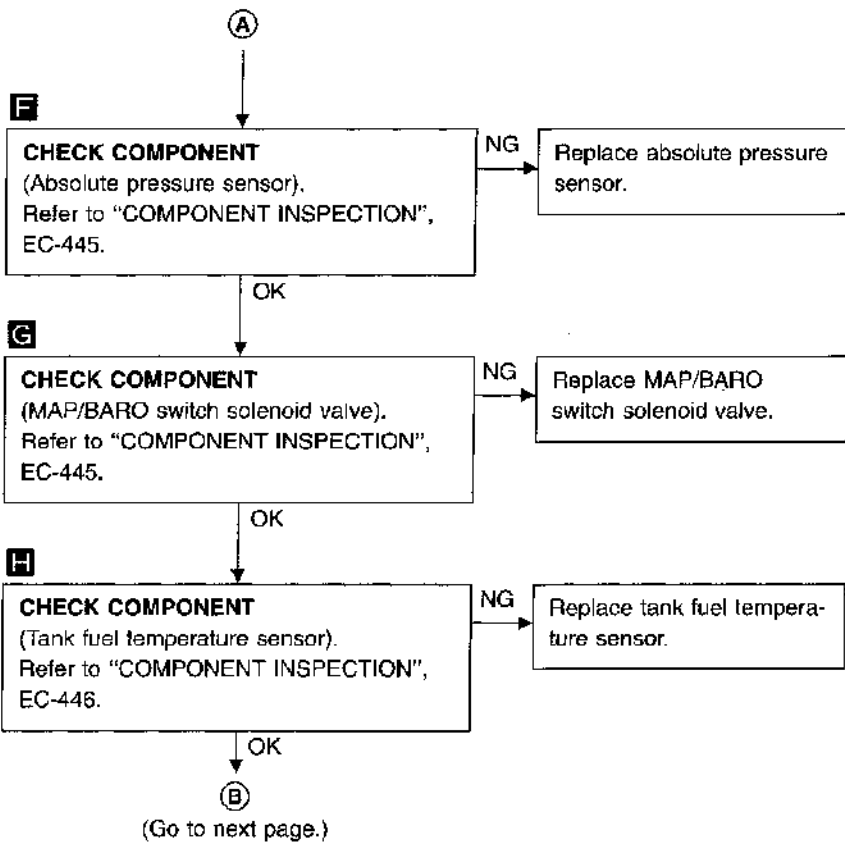 A
F
CHECK COMPONENT
(Absolute pressure sensor).
Refer to “COMPONENT INSPECTION”,
EC-445.
NG
Replace absolute pressure
sensor.
OK
G
CHECK COMPONENT
(MAP/BARO switch solenoid valve).
Refer to “COMPONENT INSPECTION”,
EC-445.
NG
Replace MAP/BARO
switch solenoid valve.
OK
H
CHECK COMPONENT
(Tank fuel temperature sensor).
Refer to “COMPONENT INSPECTION”,
EC-446.
NG
Replace tank fuel tempera-
ture sensor.
OK
B
(Go to next page.)